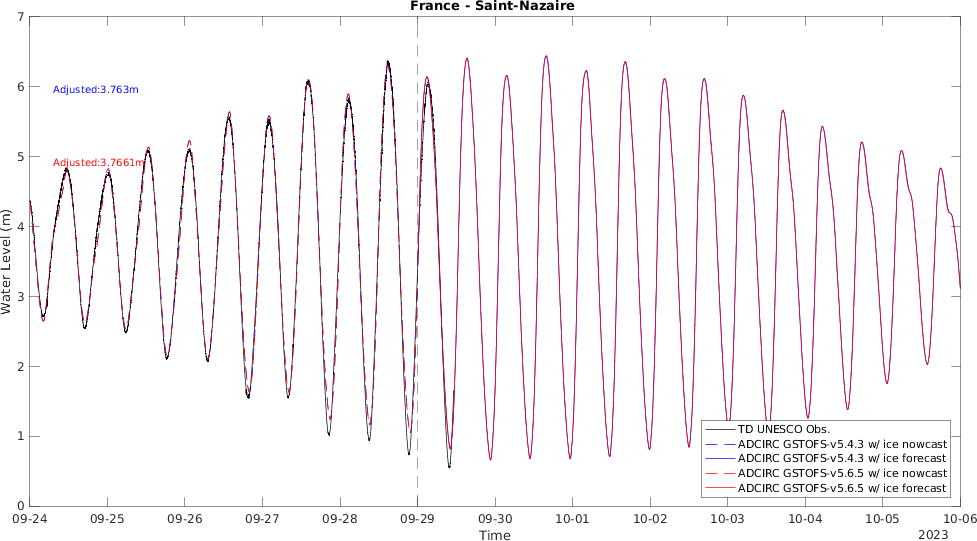 France - Saint-Nazaire
7
6
5
4
3
2
1
0
Water Level (m)
Adjusted:3.763m
Adjusted:3.7661m
TD UNESCO Obs.
ADCIRC GSTOFS-v5.4.3 w/ ice nowcast
ADCIRC GSTOFS-v5.4.3 w/ ice forecast
ADCIRC GSTOFS-v5.6.5 w/ ice nowcast
ADCIRC GSTOFS-v5.6.5 w/ ice forecast
09-24 09-25 09-26 09-27 09-28 09-29 09-30 10-01 10-02 10-03 10-04 10-05 10-06
Time
2023